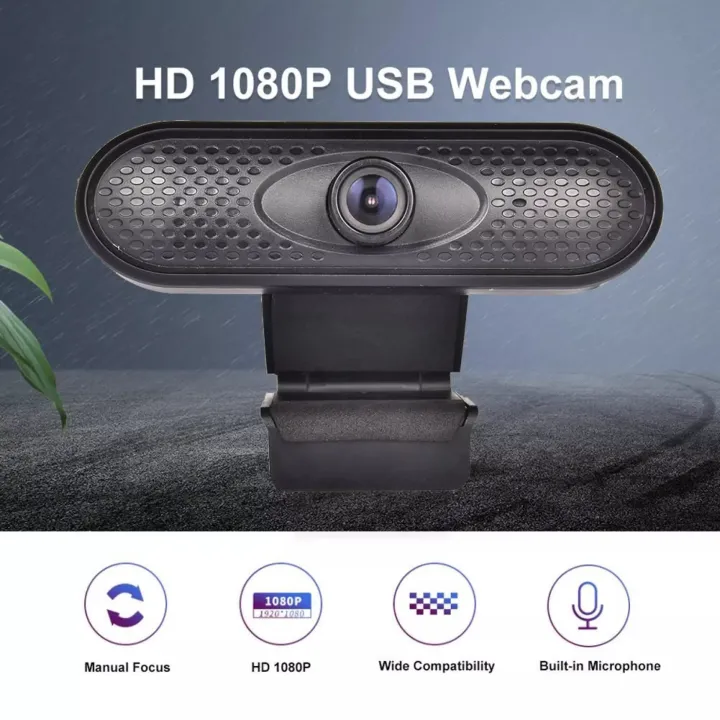 HD 1080P USB Webcam
1080P
1920*1080
Manual Focus
HD 1080P
Wide Compatibility
Built-in Microphone